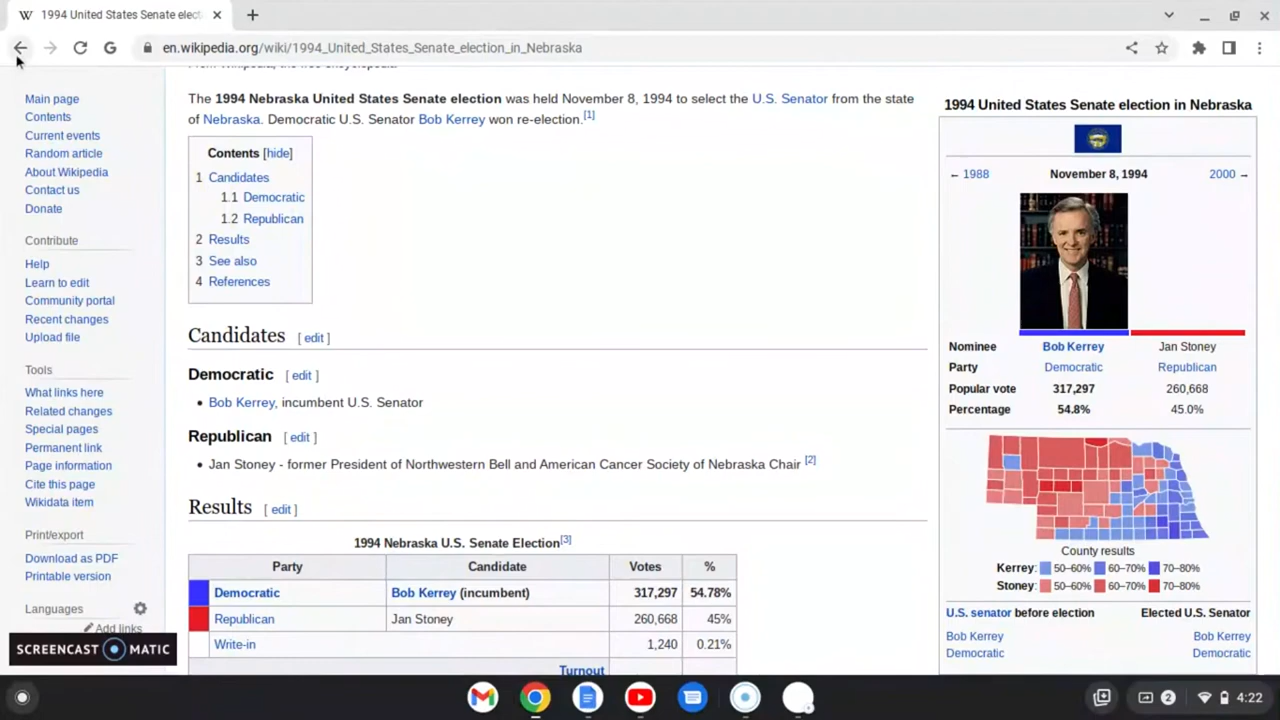 1994 United States Senate elect
en.wikipedia.org/wiki/1994_United_States_Senate_election_in_Nebraska
From Wikipedia, the free encyclopedia
Main page
Contents
Current events
Random article
About Wikipedia
Contact us
Donate
Contribute
Help
Learn to edit
Community portal
Recent changes
Upload file
Tools
What links here
Related changes
Special pages
Permanent link
Page information
Cite this page
Wikidata item
Print/export
Download as PDF
Printable version
Languages
Add links
SCREENCAST MATIC
The 1994 Nebraska United States Senate election was held November 8, 1994 to select the U.S. Senator from the state
of Nebraska. Democratic U.S. Senator Bob Kerrey won re-election.[1]
Contents [hide]
1 Candidates
1.1 Democratic
1.2 Republican
2 Results
3 See also
4 References
Candidates [ edit ]
Democratic [ edit ]
• Bob Kerrey, incumbent U.S. Senator
Republican [ edit ]
• Jan Stoney - former President of Northwestern Bell and American Cancer Society of Nebraska Chair [2]
Results [ edit ]
1994 Nebraska U.S. Senate Election[3]
Party Candidate Votes %
Democratic Bob Kerrey (incumbent) 317,297 54.78%
Republican Jan Stoney 260,668 45%
Write-in 1,240 0.21%
Turnout
1994 United States Senate election in Nebraska
← 1988 November 8, 1994 2000 →
Nominee Bob Kerrey Jan Stoney
Party Democratic Republican
Popular vote 317,297 260,668
Percentage 54.8% 45.0%
County results
Kerrey: 50–60% 60–70% 70–80%
Stoney: 50–60% 60–70% 70–80%
U.S. senator before election Elected U.S. Senator
Bob Kerrey Bob Kerrey
Democratic Democratic
2 4:22